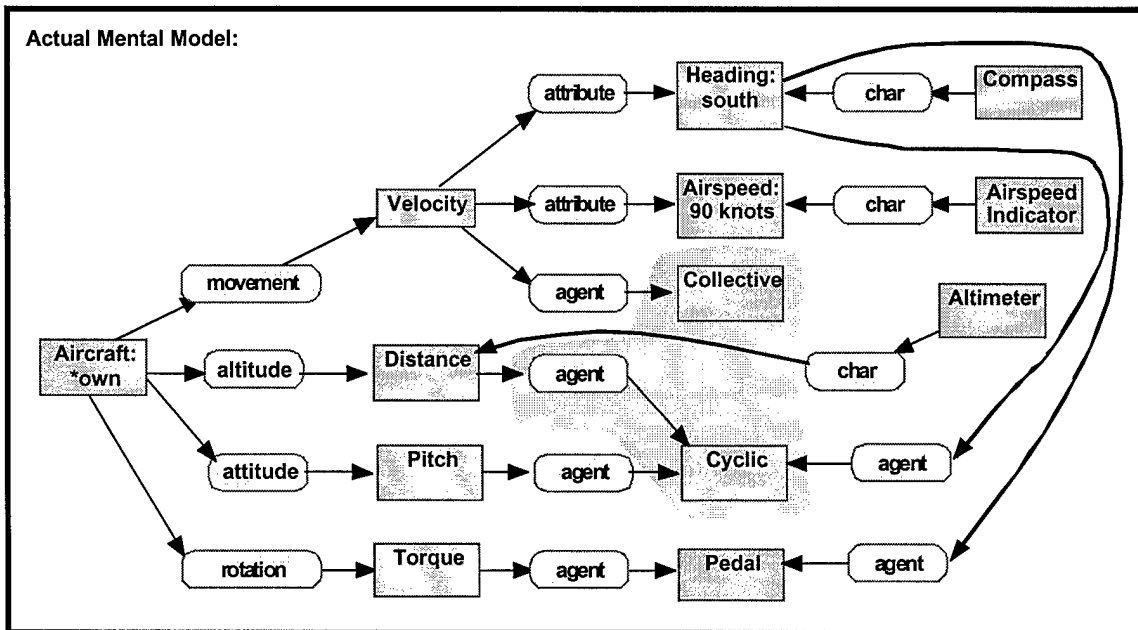 Actual Mental Model:
attribute
Heading:
south
char
Compass
Velocity
attribute
Airspeed:
90 knots
char
Airspeed
Indicator
movement
agent
Collective
Altimeter
Aircraft:
*own
altitude
Distance
agent
char
attitude
Pitch
agent
Cyclic
agent
rotation
Torque
agent
Pedal
agent